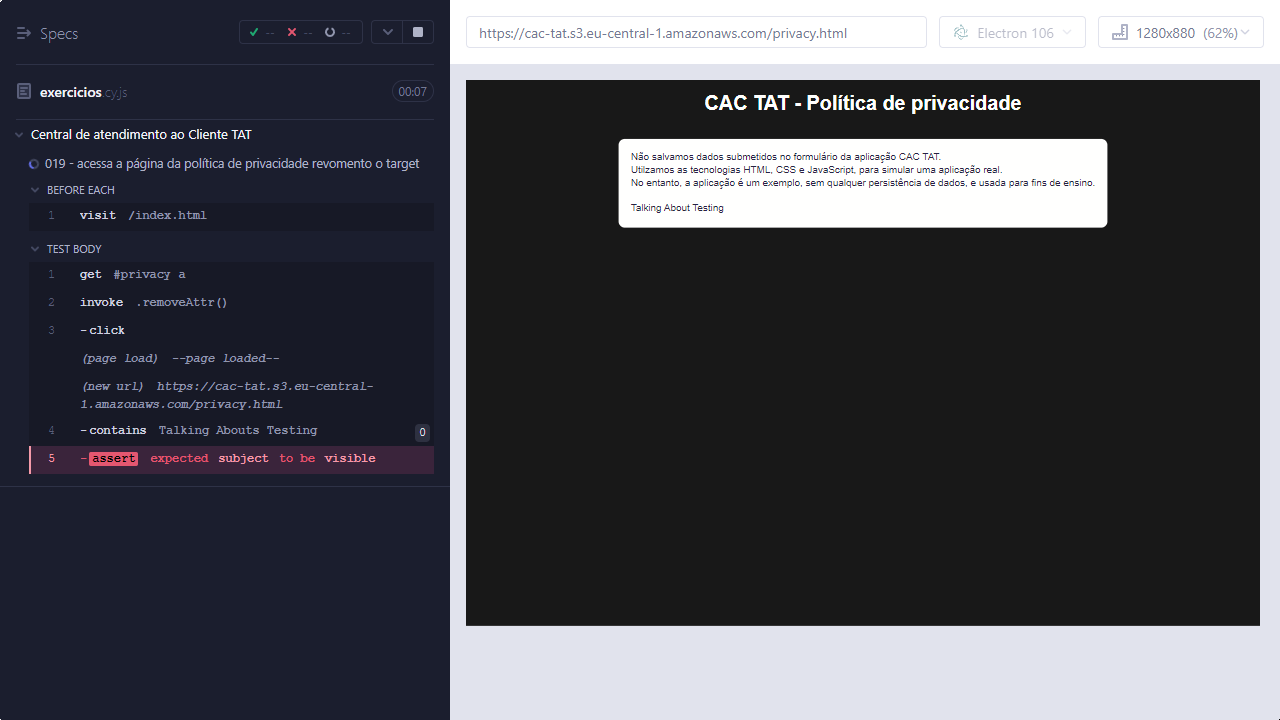 Specs
-- -- --
exercicios.cy.js 00:07
Central de atendimento ao Cliente TAT
019 - acessa a página da política de privacidade revomento o target
BEFORE EACH
1 visit /index.html
TEST BODY
1 get #privacy a
2 invoke .removeAttr()
3 -click
(page load) --page loaded--
(new url) https://cac-tat.s3.eu-central-
1.amazonaws.com/privacy.html
4 -contains Talking Abouts Testing 0
5 -assert expected subject to be visible
https://cac-tat.s3.eu-central-1.amazonaws.com/privacy.html
Electron 106
1280x880 (62%)
CAC TAT - Política de privacidade
Não salvamos dados submetidos no formulário da aplicação CAC TAT.
Utilzamos as tecnologias HTML, CSS e JavaScript, para simular uma aplicação real.
No entanto, a aplicação é um exemplo, sem qualquer persistência de dados, e usada para fins de ensino.
Talking About Testing